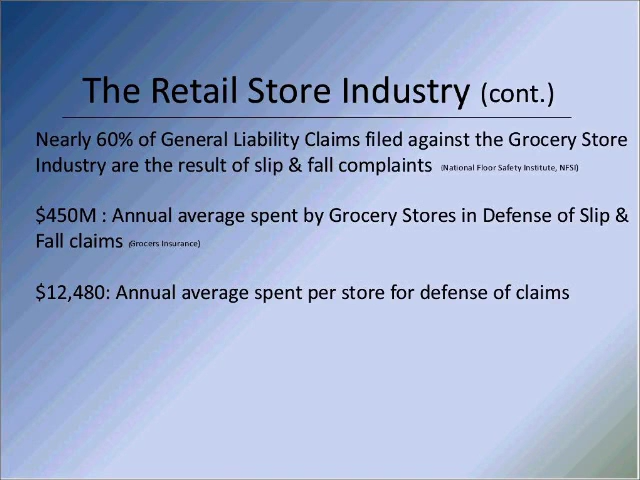 The Retail Store Industry (cont.)
Nearly 60% of General Liability Claims filed against the Grocery Store
Industry are the result of slip & fall complaints (National Floor Safety Institute, NFSI)
$450M : Annual average spent by Grocery Stores in Defense of Slip &
Fall claims (Grocers Insurance)
$12,480: Annual average spent per store for defense of claims